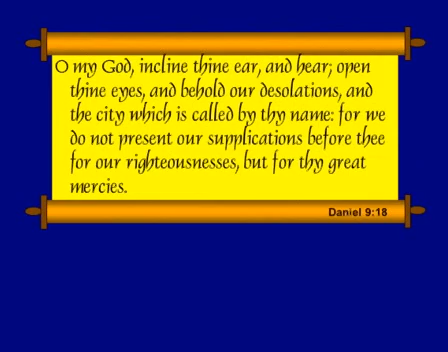 O my God, incline thine ear, and hear; open
thine eyes, and behold our desolations, and
the city which is called by thy name: for we
do not present our supplications before thee
for our righteousnesses, but for thy great
mercies.
Daniel 9:18